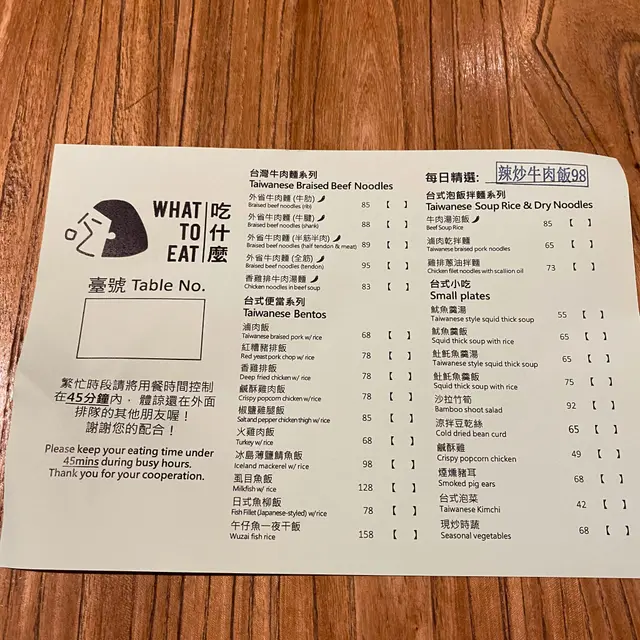 WHAT TO EAT
吃什麼
臺號 Table No.
繁忙時段請將用餐時間控制
在45分鐘內， 體諒還在外面
排隊的其他朋友喔！
謝謝您的配合！
Please keep your eating time under
45mins during busy hours.
Thank you for your cooperation.
台灣牛肉麵系列
Taiwanese Braised Beef Noodles
外省牛肉麵 (牛肋) 85 【 】
Braised beef noodles (rib)
外省牛肉麵 (牛腱) 88 【 】
Braised beef noodles (shank)
外省牛肉麵 (半筋半肉) 89 【 】
Braised beef noodles (half tendon & meat)
外省牛肉麵 (全筋) 95 【 】
Braised beef noodles (tendon)
香雞排牛肉湯麵 83 【 】
Chicken noodles in beef soup
台式便當系列
Taiwanese Bentos
滷肉飯 68 【 】
Taiwanese braised pork w/ rice
紅糟豬排飯 78 【 】
Red yeast pork chop w/ rice
香雞排飯 78 【 】
Deep fried chicken w/ rice
鹹酥雞肉飯 78 【 】
Crispy popcorn chicken w/ rice
椒鹽雞腿飯 85 【 】
Salt and pepper chicken thigh w/ rice
火雞肉飯 68 【 】
Turkey w/ rice
冰島薄鹽鯖魚飯 98 【 】
Iceland mackerel w/ rice
虱目魚飯 128 【 】
Milkfish w/ rice
日式魚柳飯 78 【 】
Fish Fillet (Japanese-styled) w/ rice
午仔魚一夜干飯 158 【 】
Wuzai fish rice
每日精選: 辣炒牛肉飯98
台式泡飯拌麵系列
Taiwanese Soup Rice & Dry Noodles
牛肉湯泡飯 85 【 】
Beef Soup Rice
滷肉乾拌麵 65 【 】
Taiwanese braised pork noodles
雞排蔥油拌麵 73 【 】
Chicken filet noodles with scallion oil
台式小吃
Small plates
魷魚羹湯 55 【 】
Taiwanese style squid thick soup
魷魚羹飯 65 【 】
Squid thick soup with rice
𩵚魠魚羹湯 65 【 】
Taiwanese style squid thick soup
𩵚魠魚羹飯 75 【 】
Squid thick soup with rice
沙拉竹筍 92 【 】
Bamboo shoot salad
涼拌豆乾絲 65 【 】
Cold dried bean curd
鹹酥雞 49 【 】
Crispy popcorn chicken
煙燻豬耳 68 【 】
Smoked pig ears
台式泡菜 42 【 】
Taiwanese Kimchi
現炒時蔬 68 【 】
Seasonal vegetables